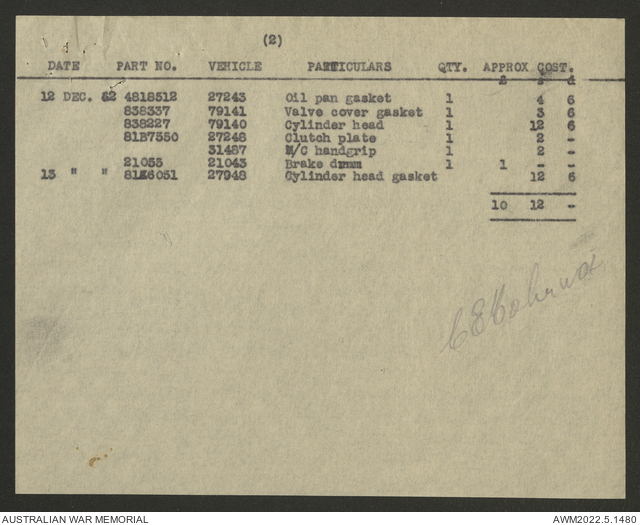 (2)
DATE PART NO. VEHICLE PARTICULARS QTY. APPROX COST.
£ s d
12 DEC. 42 4818512 27243 Oil pan gasket 1 4 6
838337 79141 Valve cover gasket 1 3 6
838227 79140 Cylinder head 1 12 6
81B7550 27248 Clutch plate 1 2 -
31487 M/C handgrip 1 2 -
21055 21043 Brake drum 1 1 - -
13 " " 81E6051 27948 Cylinder head gasket 12 6
10 12 -
AUSTRALIAN WAR MEMORIAL AWM2022.5.1480